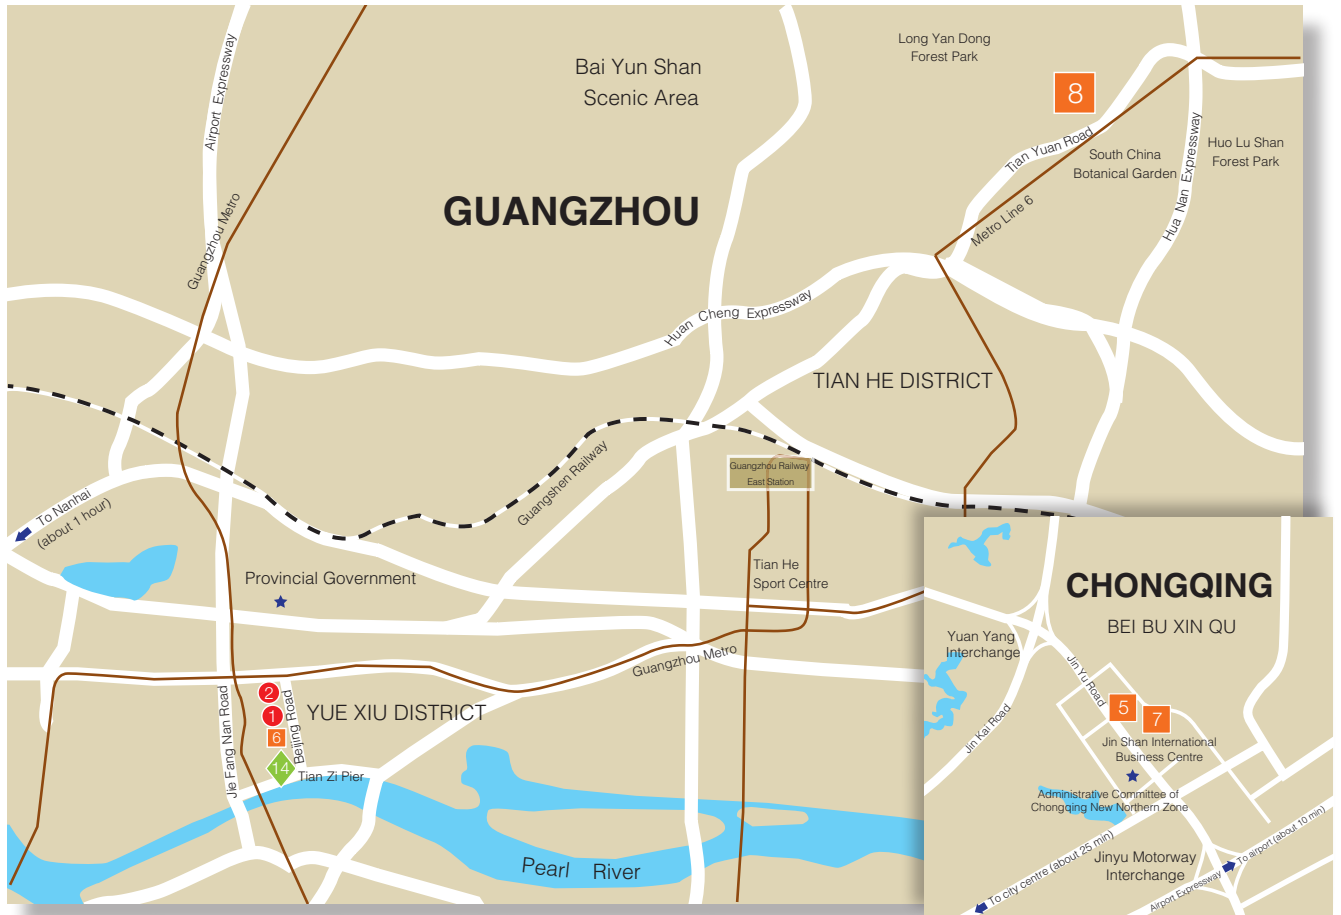 Long Yan Dong
Forest Park
Bai Yun Shan
Scenic Area
8
Airport Expressway
Tian Yuan Road
South China
Botanical Garden
Huo Lu Shan
Forest Park
Hua Nan Expressway
GUANGZHOU
Guangzhou Metro
Metro Line 6
Huan Cheng Expressway
TIAN HE DISTRICT
Guangzhou Railway
East Station
Guangshen Railway
To Nanhai
(about 1 hour)
Provincial Government
Tian He
Sport Centre
Guangzhou Metro
2
1
6
14
Jie Fang Nan Road
Beijing Road
YUE XIU DISTRICT
Tian Zi Pier
Pearl River
CHONGQING
BEI BU XIN QU
Yuan Yang
Interchange
Jin Yu Road
Jin Kai Road
5
7
Jin Shan International
Business Centre
Administrative Committee of
Chongqing New Northern Zone
To city centre (about 25 min)
Jinyu Motorway
Interchange
To airport (about 10 min)
Airport Expressway